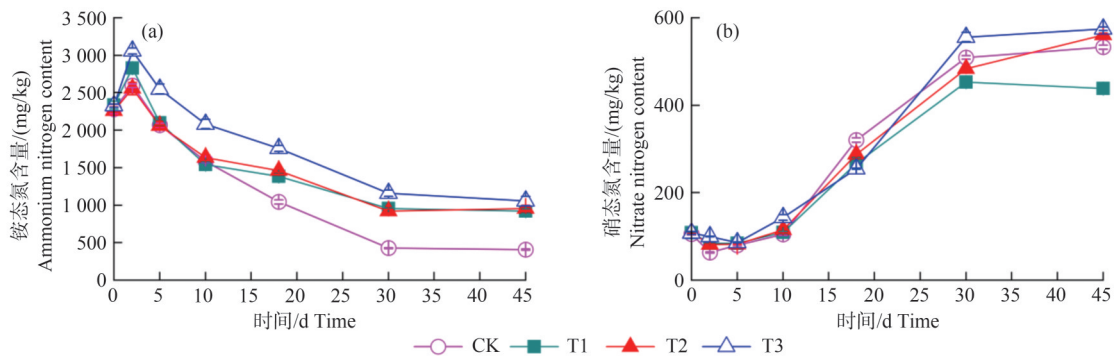 (a)
铵态氮含量/(mg/kg)
Ammonium nitrogen content
3 500
3 000
2 500
2 000
1 500
1 000
500
0
0 5 10 15 20 25 30 35 40 45
时间/d Time
(b)
硝态氮含量/(mg/kg)
Nitrate nitrogen content
600
400
200
0
0 5 10 15 20 25 30 35 40 45
时间/d Time
CK T1 T2 T3